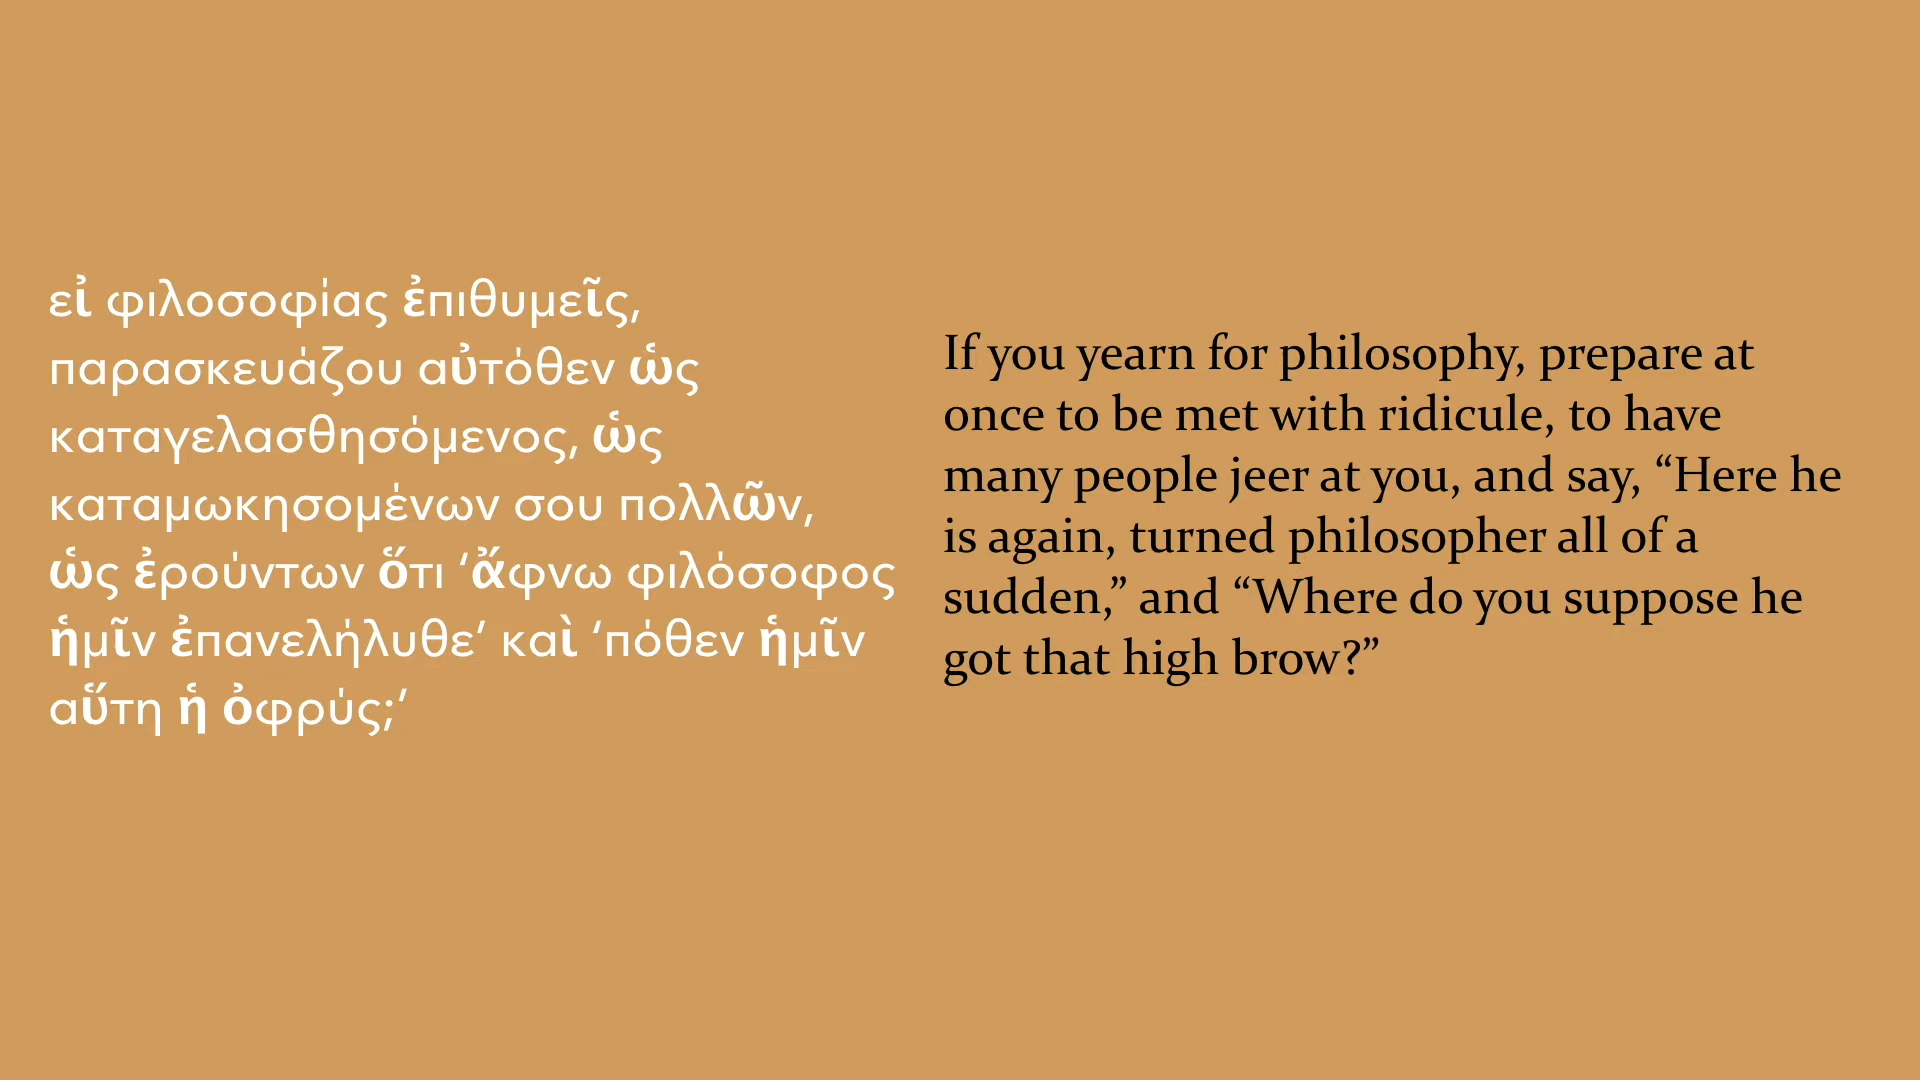 εἰ φιλοσοφίας ἐπιθυμεῖς,
παρασκευάζου αὐτόθεν ὡς
καταγελασθησόμενος, ὡς
καταμωκησομένων σου πολλῶν,
ὡς ἐρούντων ὅτι ‘ἄφνω φιλόσοφος
ἡμῖν ἐπανελήλυθε’ καὶ ‘πόθεν ἡμῖν
αὕτη ἡ ὀφρύς;’
If you yearn for philosophy, prepare at
once to be met with ridicule, to have
many people jeer at you, and say, “Here he
is again, turned philosopher all of a
sudden,” and “Where do you suppose he
got that high brow?”